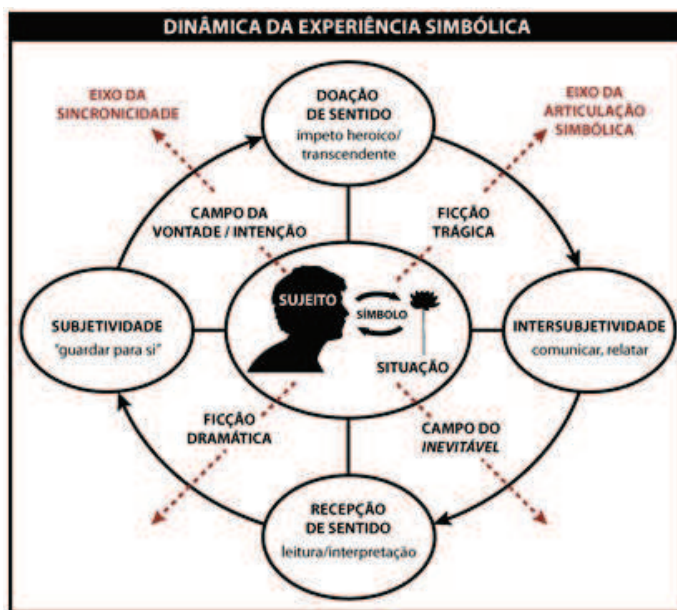 DINÂMICA DA EXPERIÊNCIA SIMBÓLICA
EIXO DA
SINCRONICIDADE
DOAÇÃO
DE SENTIDO
ímpeto heroico/
transcendente
EIXO DA
ARTICULAÇÃO
SIMBÓLICA
CAMPO DA
VONTADE / INTENÇÃO
FICÇÃO
TRÁGICA
SUBJETIVIDADE
"guardar para si"
SUJEITO
SÍMBOLO
SITUAÇÃO
INTERSUBJETIVIDADE
comunicar, relatar
FICÇÃO
DRAMÁTICA
CAMPO DO
INEVITÁVEL
RECEPÇÃO
DE SENTIDO
leitura/interpretação